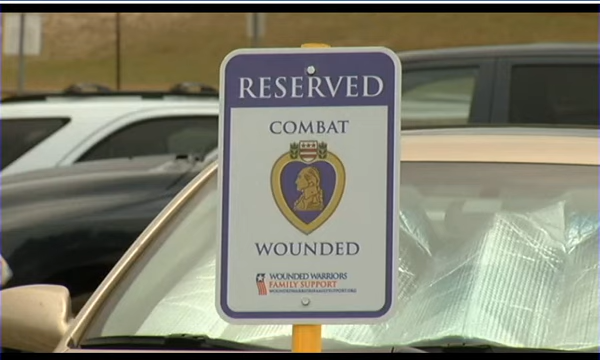 RESERVED
COMBAT
WOUNDED
WOUNDED WARRIORS
FAMILY SUPPORT